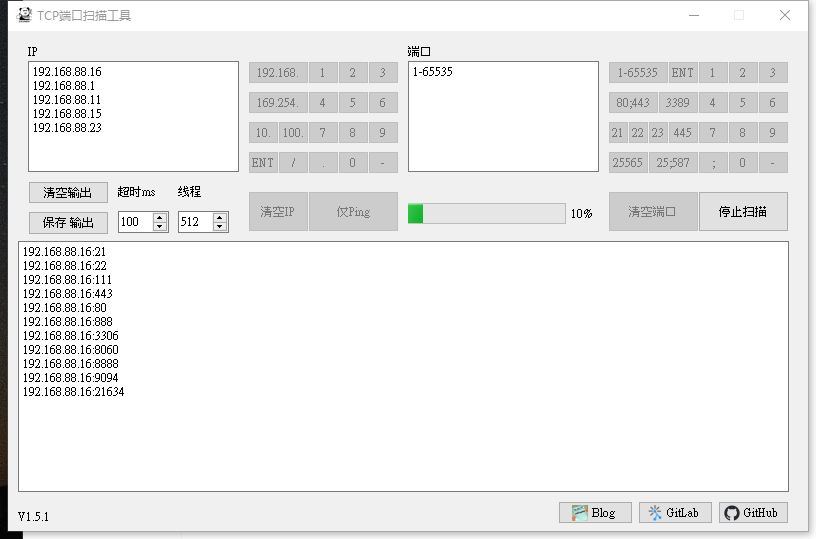 TCP端口扫描工具
IP
端口
192.168.88.16
192.168.88.1
192.168.88.11
192.168.88.15
192.168.88.23
192.168. 1 2 3
169.254. 4 5 6
10. 100. 7 8 9
ENT / . 0 -
1-65535
1-65535 ENT 1 2 3
80;443 3389 4 5 6
21 22 23 445 7 8 9
25565 25;587 ; 0 -
清空输出 超时ms 线程
保存 输出 100 512
清空IP 仅Ping
10%
清空端口 停止扫描
192.168.88.16:21
192.168.88.16:22
192.168.88.16:111
192.168.88.16:443
192.168.88.16:80
192.168.88.16:888
192.168.88.16:3306
192.168.88.16:8060
192.168.88.16:8888
192.168.88.16:9094
192.168.88.16:21634
V1.5.1
Blog GitLab GitHub